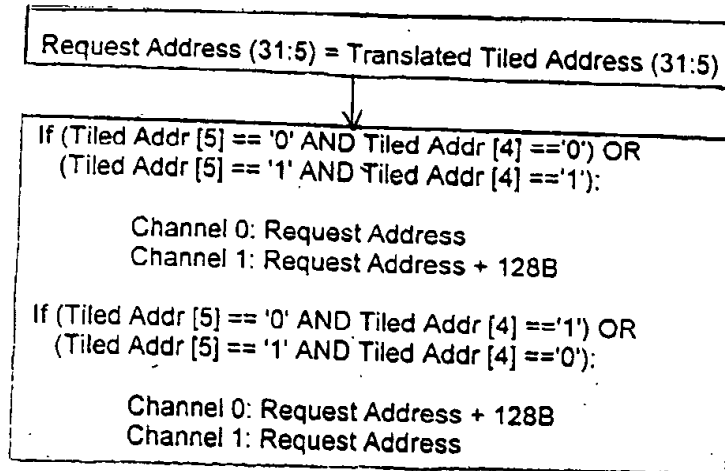 Request Address (31:5) = Translated Tiled Address (31:5)
If (Tiled Addr [5] == '0' AND Tiled Addr [4] =='0') OR
(Tiled Addr [5] == '1' AND Tiled Addr [4] =='1'):
Channel 0: Request Address
Channel 1: Request Address + 128B
If (Tiled Addr [5] == '0' AND Tiled Addr [4] =='1') OR
(Tiled Addr [5] == '1' AND Tiled Addr [4] =='0'):
Channel 0: Request Address + 128B
Channel 1: Request Address